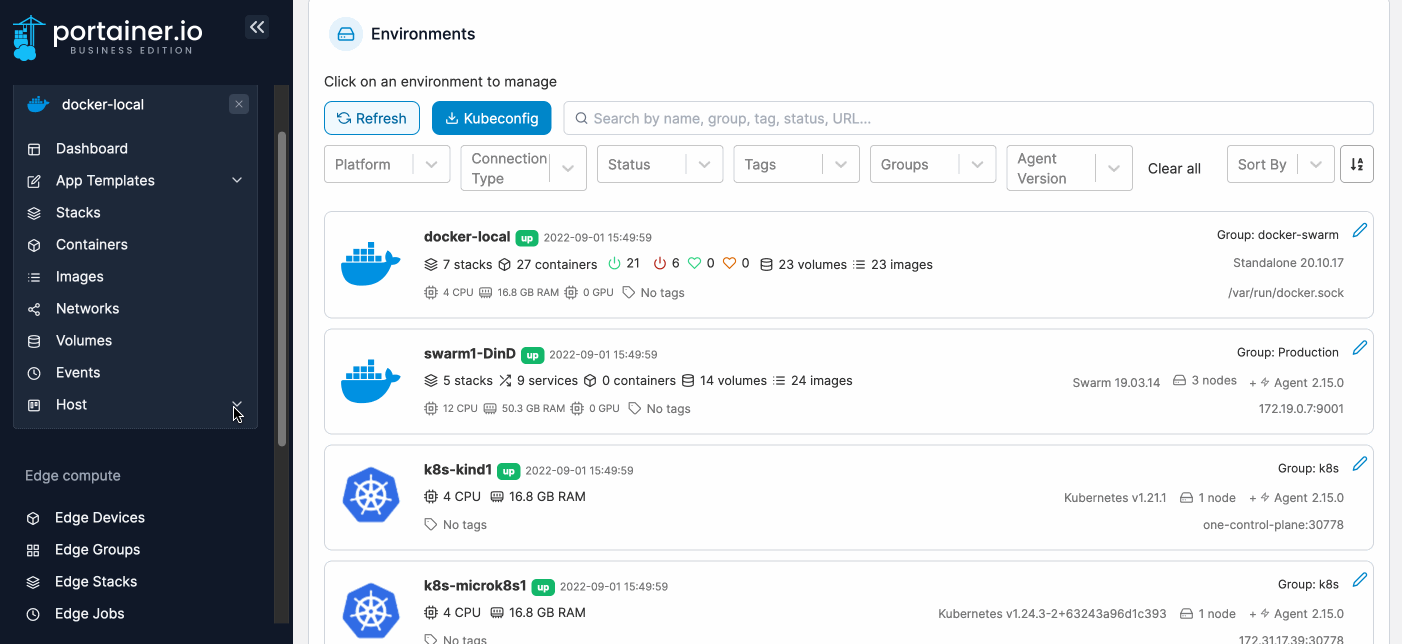 portainer.io
BUSINESS EDITION
docker-local
Dashboard
App Templates
Stacks
Containers
Images
Networks
Volumes
Events
Host
Edge compute
Edge Devices
Edge Groups
Edge Stacks
Edge Jobs
Environments
Click on an environment to manage
Refresh Kubeconfig Search by name, group, tag, status, URL...
Platform Connection Type Status Tags Groups Agent Version Clear all Sort By
docker-local up 2022-09-01 15:49:59 Group: docker-swarm
7 stacks 27 containers 21 6 0 0 23 volumes 23 images Standalone 20.10.17
4 CPU 16.8 GB RAM 0 GPU No tags /var/run/docker.sock
swarm1-DinD up 2022-09-01 15:49:59 Group: Production
5 stacks 9 services 0 containers 14 volumes 24 images Swarm 19.03.14 3 nodes + Agent 2.15.0
12 CPU 50.3 GB RAM 0 GPU No tags 172.19.0.7:9001
k8s-kind1 up 2022-09-01 15:49:59 Group: k8s
4 CPU 16.8 GB RAM Kubernetes v1.21.1 1 node + Agent 2.15.0
No tags one-control-plane:30778
k8s-microk8s1 up 2022-09-01 15:49:59 Group: k8s
4 CPU 16.8 GB RAM Kubernetes v1.24.3-2+63243a96d1c393 1 node + Agent 2.15.0
No tags 172.31.17.39:30778